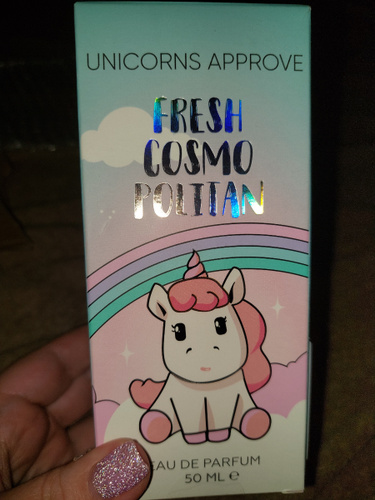 UNICORNS APPROVE
FRESH
COSMO
POLITAN
EAU DE PARFUM
50 ML ℮